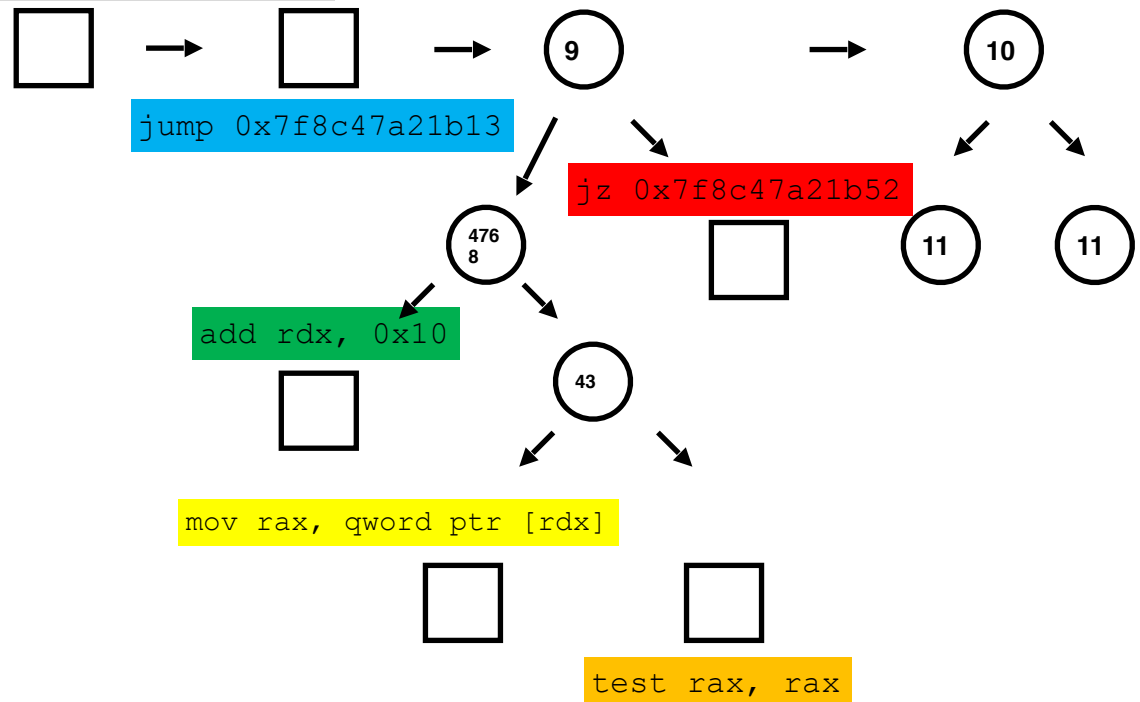 9
10
jump 0x7f8c47a21b13
jz 0x7f8c47a21b52
476
8
11
11
add rdx, 0x10
43
mov rax, qword ptr [rdx]
test rax, rax